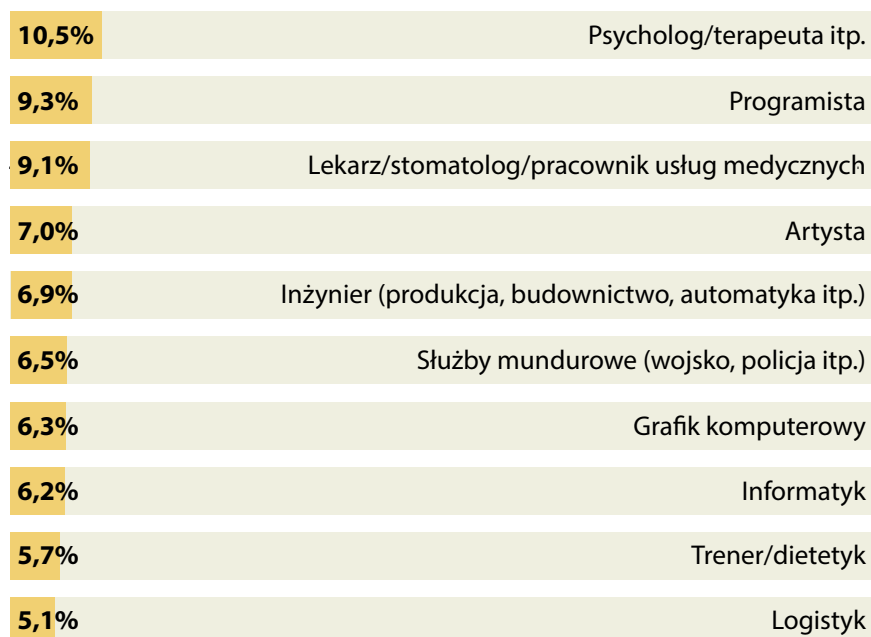 10,5% Psycholog/terapeuta itp.
9,3% Programista
9,1% Lekarz/stomatolog/pracownik usług medycznych
7,0% Artysta
6,9% Inżynier (produkcja, budownictwo, automatyka itp.)
6,5% Służby mundurowe (wojsko, policja itp.)
6,3% Grafik komputerowy
6,2% Informatyk
5,7% Trener/dietetyk
5,1% Logistyk